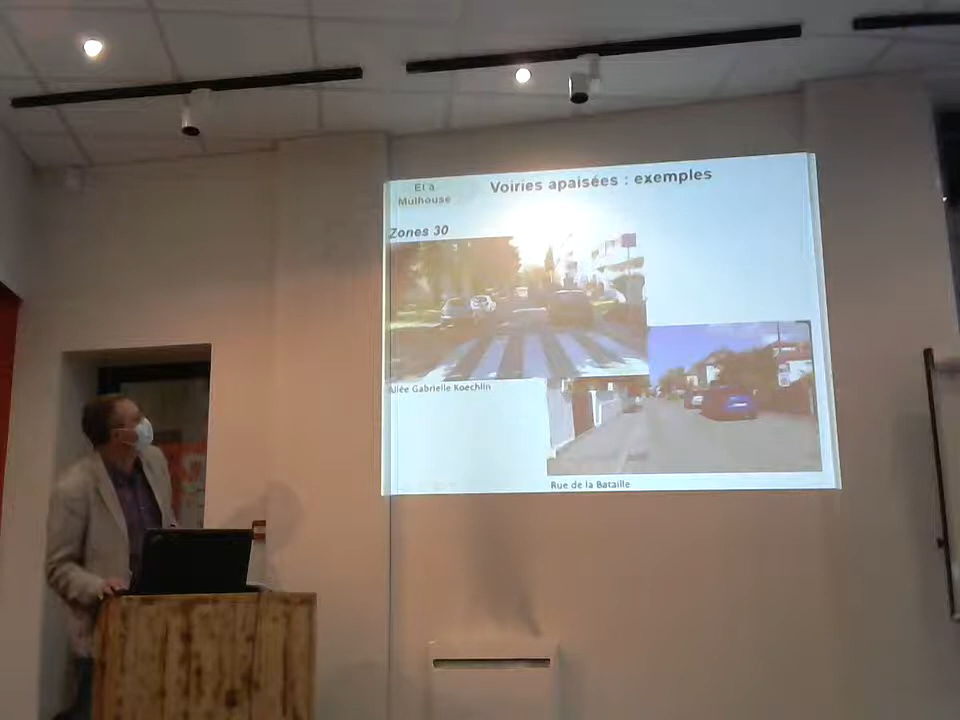 Et à
Mulhouse
Voiries apaisées : exemples
Zones 30
Allée Gabrielle Koechlin
Rue de la Bataille